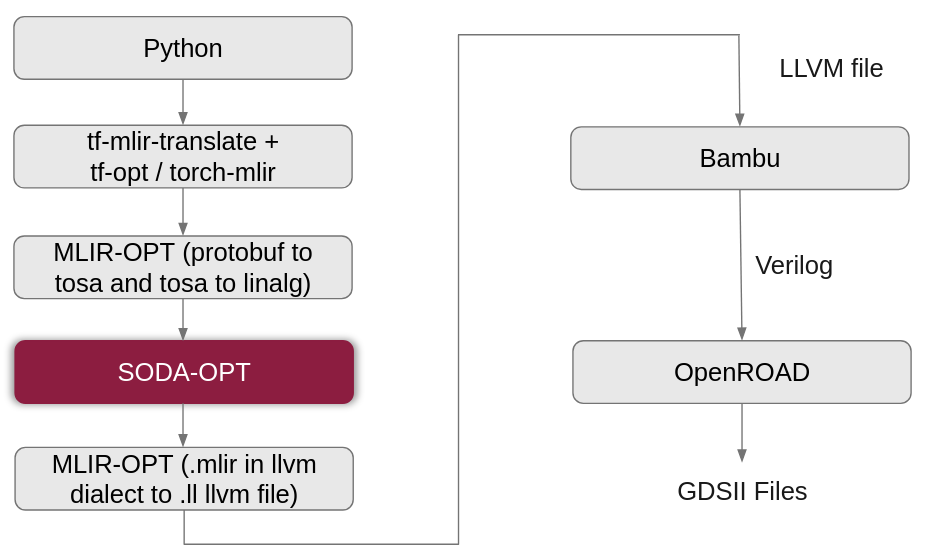 Python
tf-mlir-translate +
tf-opt / torch-mlir
MLIR-OPT (protobuf to
tosa and tosa to linalg)
SODA-OPT
MLIR-OPT (.mlir in llvm
dialect to .ll llvm file)
LLVM file
Bambu
Verilog
OpenROAD
GDSII Files